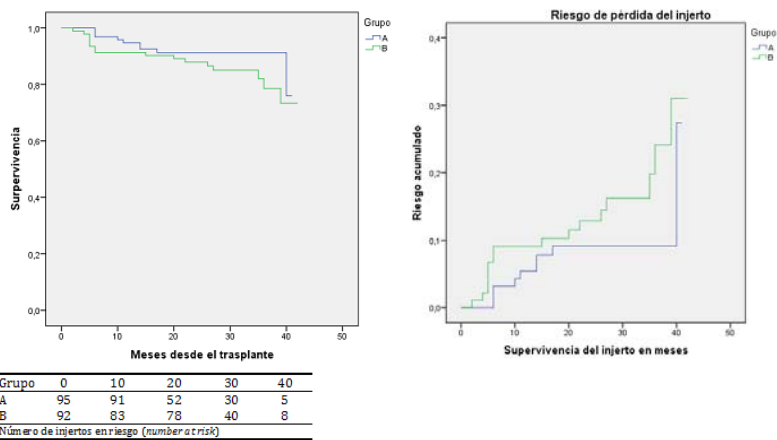 Grupo
A
B
1,0
0,8
0,6
0,4
0,2
0,0
Surpervivencia
0 10 20 30 40 50
Meses desde el trasplante
Riesgo de pérdida del injerto
Grupo
A
B
0,4
0,3
0,2
0,1
0,0
Riesgo acumulado
0 10 20 30 40 50
Supervivencia del injerto en meses
Grupo 0 10 20 30 40
A 95 91 52 30 5
B 92 83 78 40 8
Número de injertos en riesgo (number at risk)